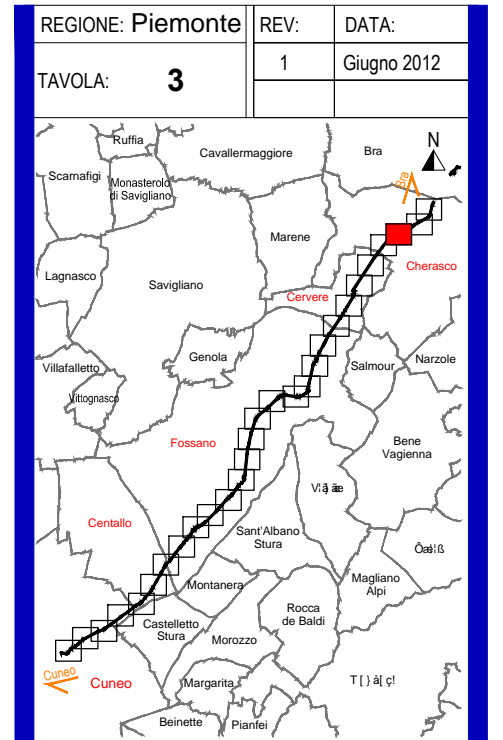 REGIONE: Piemonte REV: DATA:
TAVOLA: 3 1 Giugno 2012
Ruffia
Cavallermaggiore
Bra
N
Scarnafigi
Monasterolo
di Savigliano
Bra
Marene
Cherasco
Lagnasco
Savigliano
Cervere
Genola
Villafalletto
Salmour
Narzole
Vottognasco
Fossano
Bene
Vagienna
Centallo
Sant'Albano
Stura
Magliano
Alpi
Montanera
Rocca
de Baldi
Castelletto
Stura
Morozzo
Cuneo
Cuneo
Margarita
Beinette
Pianfei